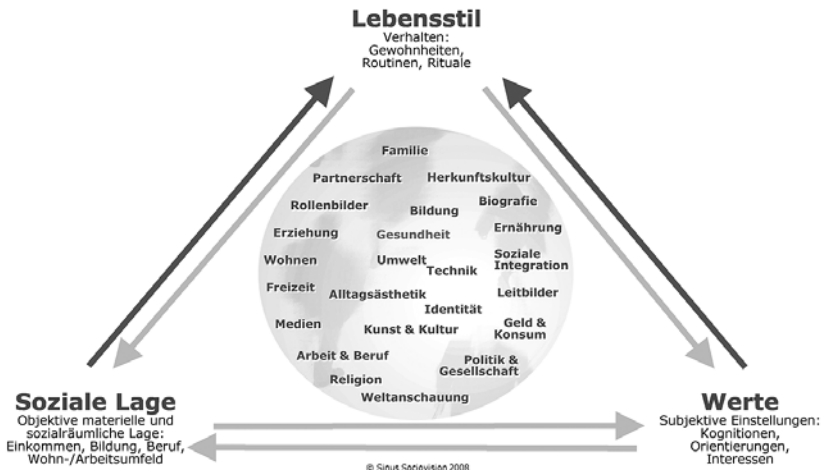 Lebensstil
Verhalten:
Gewohnheiten,
Routinen, Rituale
Familie
Partnerschaft
Herkunftskultur
Rollenbilder
Bildung
Biografie
Erziehung
Gesundheit
Ernährung
Wohnen
Umwelt
Technik
Soziale
Integration
Freizeit
Alltagsästhetik
Leitbilder
Identität
Medien
Kunst & Kultur
Geld &
Konsum
Arbeit & Beruf
Politik &
Gesellschaft
Religion
Weltanschauung
Soziale Lage
Objektive materielle und
sozialräumliche Lage:
Einkommen, Bildung, Beruf,
Wohn-/Arbeitsumfeld
Werte
Subjektive Einstellungen:
Kognitionen,
Orientierungen,
Interessen
© Sinus Sociovision 2008